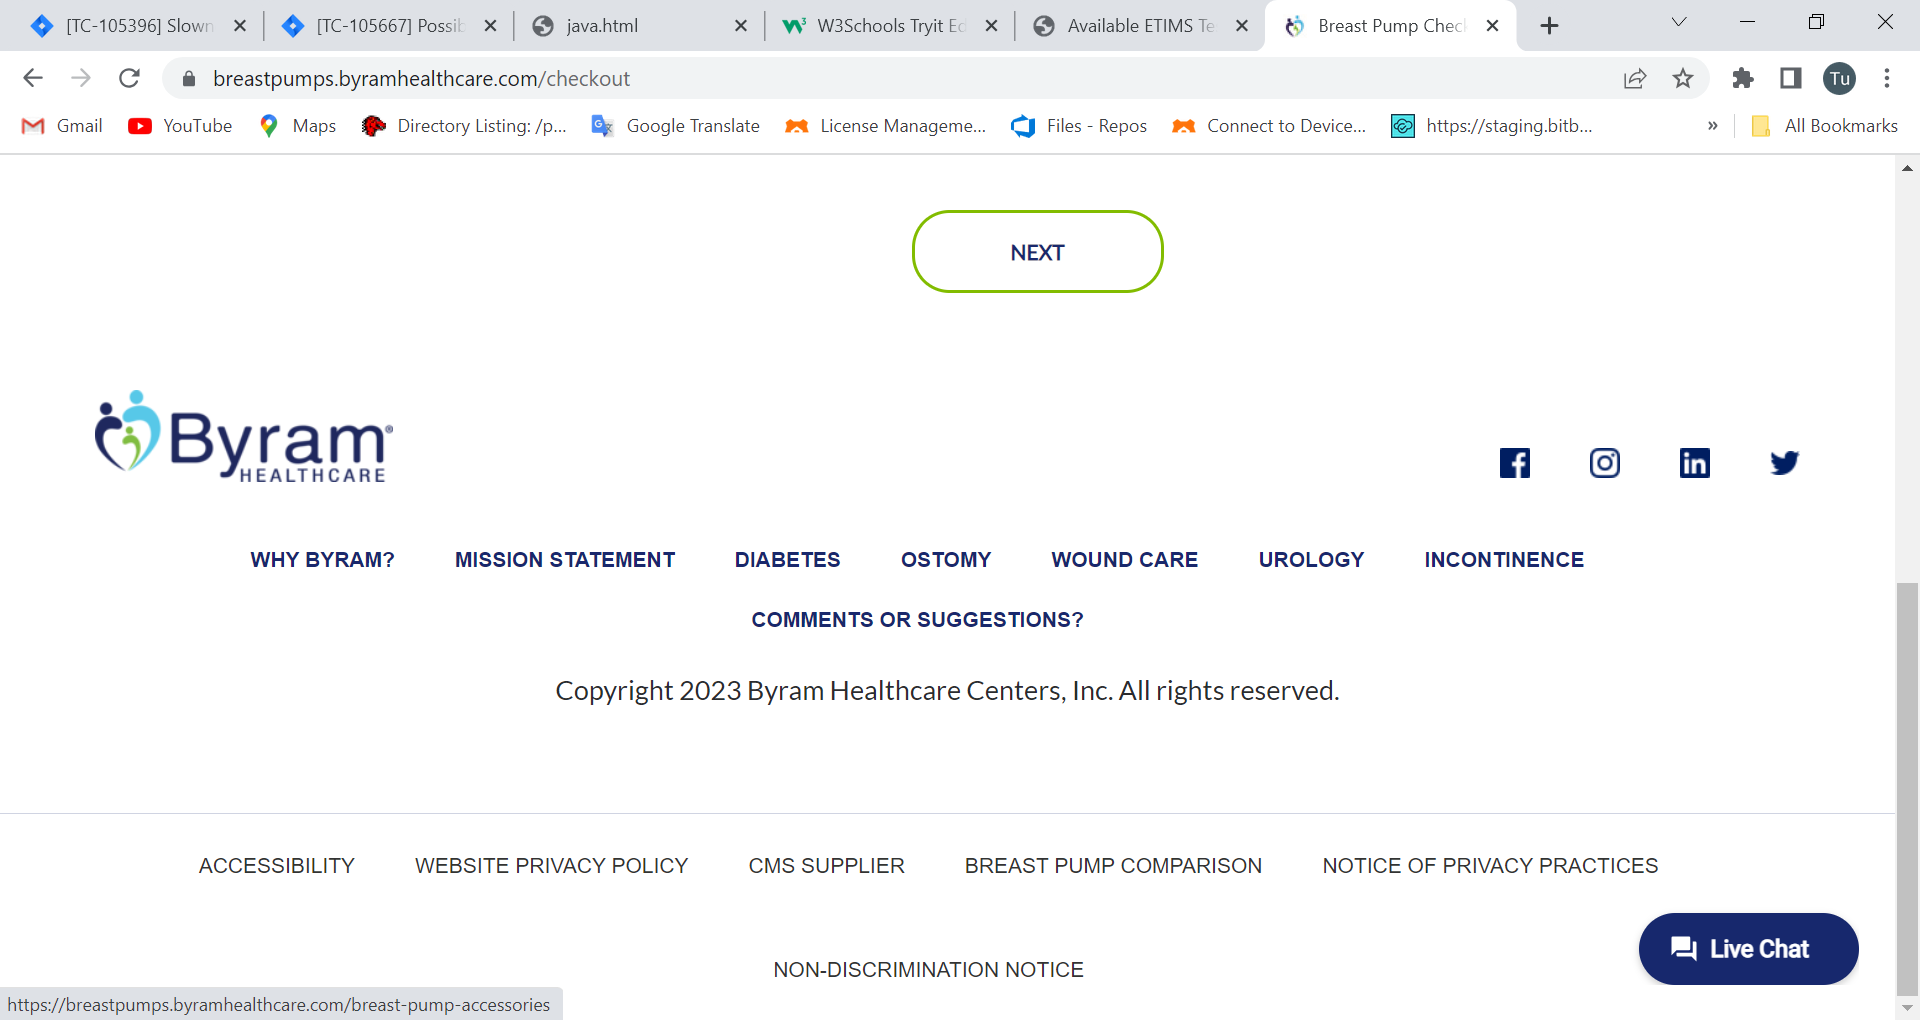 [TC-105396] Slown
[TC-105667] Possib
java.html
W3Schools Tryit Ed
Available ETIMS Te
Breast Pump Chec
breastpumps.byramhealthcare.com/checkout
Tu
Gmail
YouTube
Maps
Directory Listing: /p...
Google Translate
License Manageme...
Files - Repos
Connect to Device...
https://staging.bitb...
»
All Bookmarks
NEXT
Byram®
HEALTHCARE
WHY BYRAM? MISSION STATEMENT DIABETES OSTOMY WOUND CARE UROLOGY INCONTINENCE
COMMENTS OR SUGGESTIONS?
Copyright 2023 Byram Healthcare Centers, Inc. All rights reserved.
ACCESSIBILITY WEBSITE PRIVACY POLICY CMS SUPPLIER BREAST PUMP COMPARISON NOTICE OF PRIVACY PRACTICES
Live Chat
NON-DISCRIMINATION NOTICE
https://breastpumps.byramhealthcare.com/breast-pump-accessories